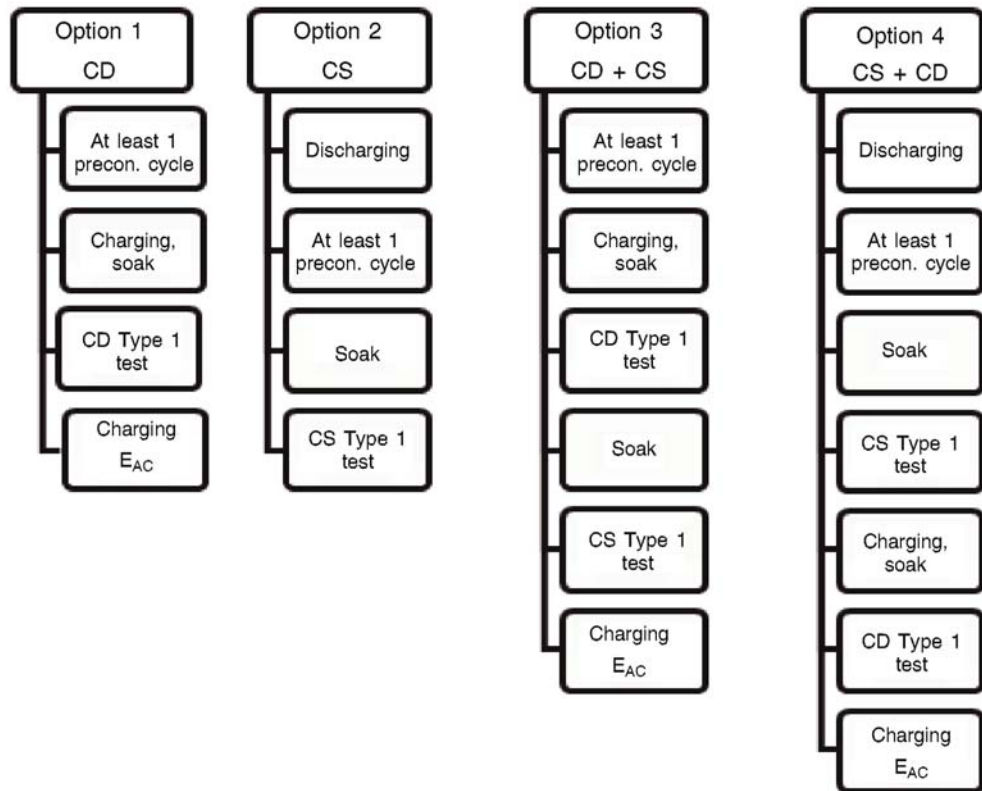 Option 1
CD
At least 1
precon. cycle
Charging,
soak
CD Type 1
test
Charging
E_AC
Option 2
CS
Discharging
At least 1
precon. cycle
Soak
CS Type 1
test
Option 3
CD + CS
At least 1
precon. cycle
Charging,
soak
CD Type 1
test
Soak
CS Type 1
test
Charging
E_AC
Option 4
CS + CD
Discharging
At least 1
precon. cycle
Soak
CS Type 1
test
Charging,
soak
CD Type 1
test
Charging
E_AC